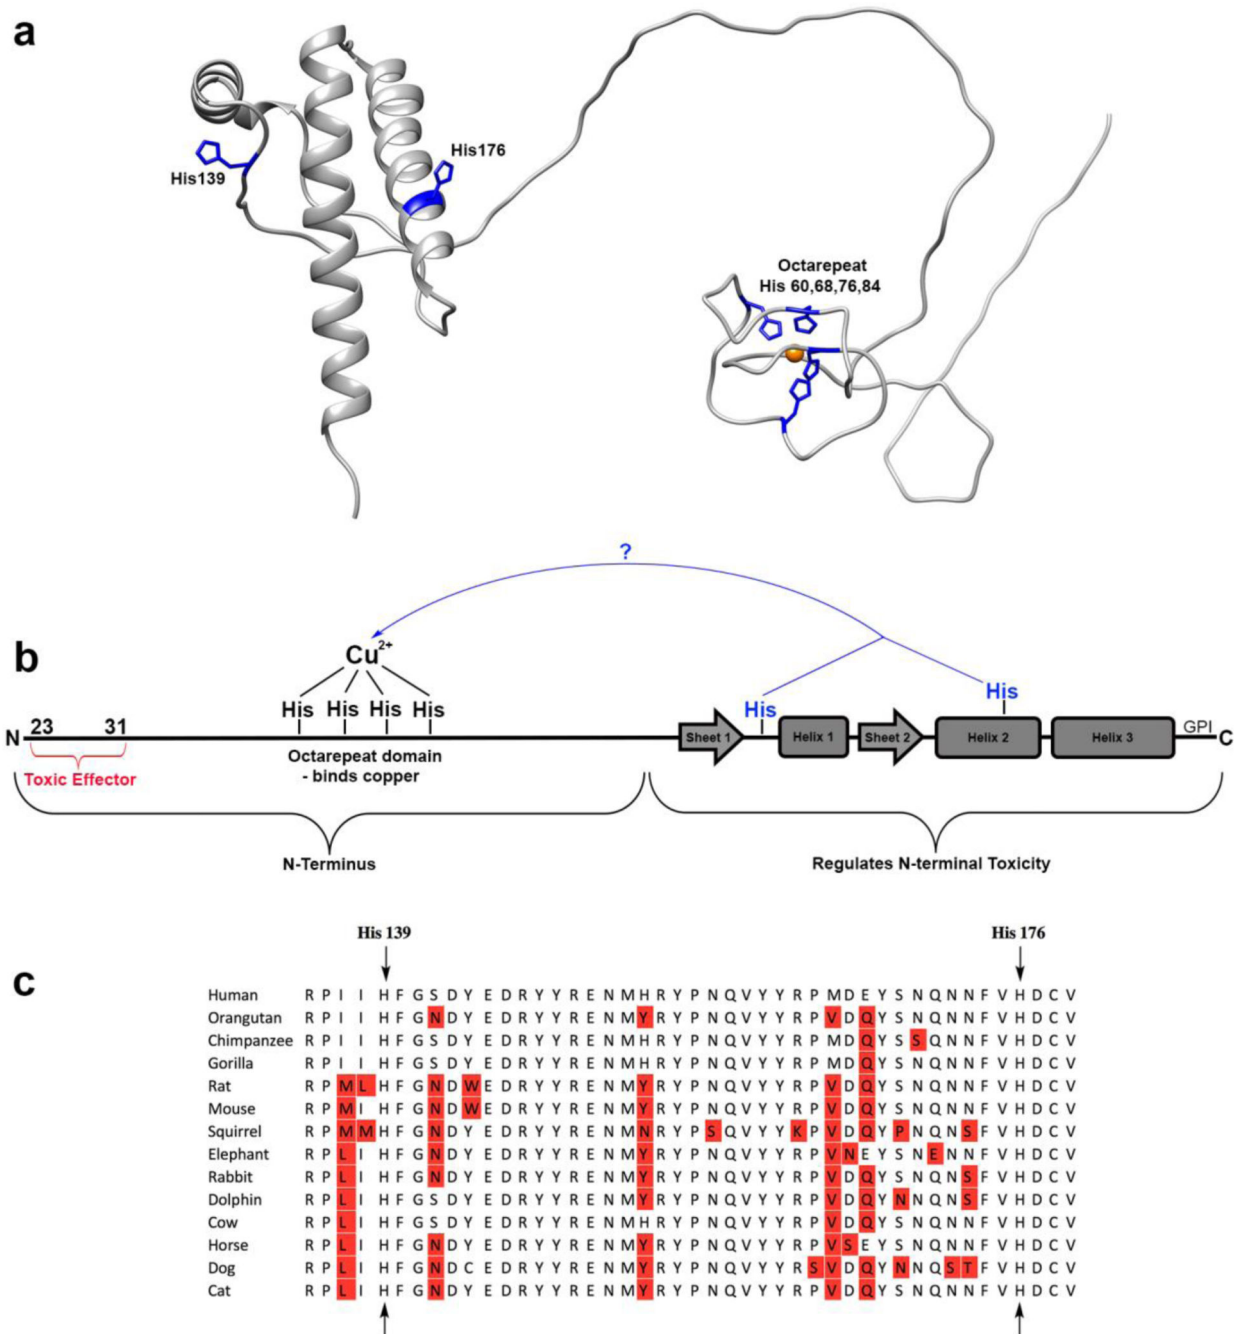 a
His139
His176
Octarepeat
His 60,68,76,84
?
b
Cu2+
His His His His
His
His
N 23 31
Sheet 1 Helix 1 Sheet 2 Helix 2 Helix 3 GPI C
Toxic Effector
Octarepeat domain
- binds copper
N-Terminus
Regulates N-terminal Toxicity
His 139 His 176
c
Human R P I I H F G S D Y E D R Y Y R E N M H R Y P N Q V Y Y R P M D E Y S N Q N N F V H D C V
Orangutan R P I I H F G N D Y E D R Y Y R E N M Y R Y P N Q V Y Y R P V D Q Y S N Q N N F V H D C V
Chimpanzee R P I I H F G S D Y E D R Y Y R E N M H R Y P N Q V Y Y R P M D Q Y S S Q N N F V H D C V
Gorilla R P I I H F G S D Y E D R Y Y R E N M H R Y P N Q V Y Y R P M D Q Y S N Q N N F V H D C V
Rat R P M L H F G N D W E D R Y Y R E N M Y R Y P N Q V Y Y R P V D Q Y S N Q N N F V H D C V
Mouse R P M I H F G N D W E D R Y Y R E N M Y R Y P N Q V Y Y R P V D Q Y S N Q N N F V H D C V
Squirrel R P M M H F G N D Y E D R Y Y R E N M N R Y P S Q V Y Y K P V D Q Y P N Q N S F V H D C V
Elephant R P L I H F G N D Y E D R Y Y R E N M Y R Y P N Q V Y Y R P V N E Y S N E N N F V H D C V
Rabbit R P L I H F G N D Y E D R Y Y R E N M Y R Y P N Q V Y Y R P V D Q Y S N Q N S F V H D C V
Dolphin R P L I H F G S D Y E D R Y Y R E N M Y R Y P N Q V Y Y R P V D Q Y N N Q N S F V H D C V
Cow R P L I H F G S D Y E D R Y Y R E N M H R Y P N Q V Y Y R P V D Q Y S N Q N N F V H D C V
Horse R P L I H F G N D Y E D R Y Y R E N M Y R Y P N Q V Y Y R P V S E Y S N Q N N F V H D C V
Dog R P L I H F G N D C E D R Y Y R E N M Y R Y P N Q V Y Y R S V D Q Y N N Q S T F V H D C V
Cat R P L I H F G N D Y E D R Y Y R E N M Y R Y P N Q V Y Y R P V D Q Y S N Q N N F V H D C V